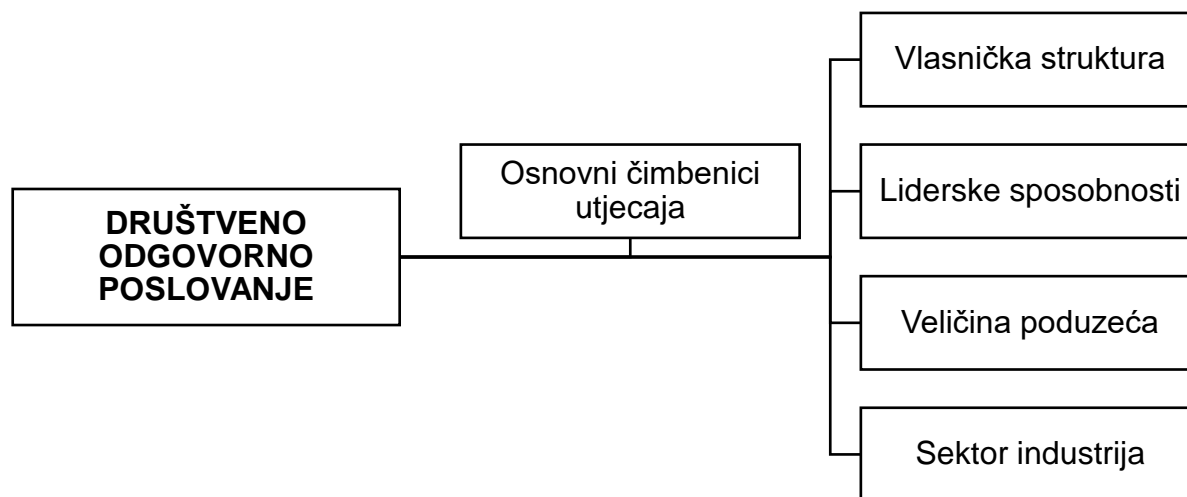 DRUŠTVENO
ODGOVORNO
POSLOVANJE
Osnovni čimbenici
utjecaja
Vlasnička struktura
Liderske sposobnosti
Veličina poduzeća
Sektor industrija